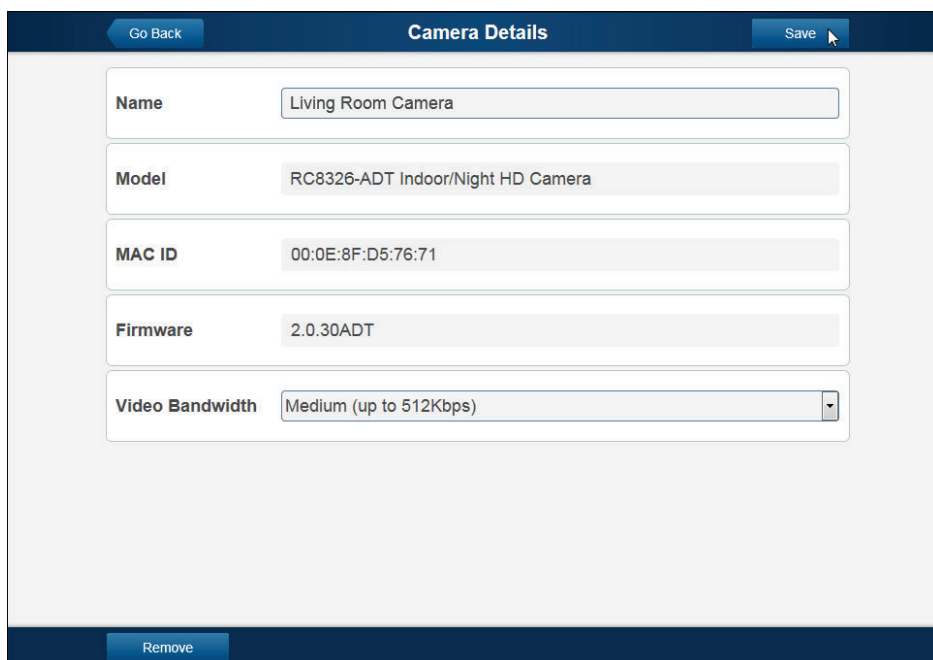 Go Back
Camera Details
Save
Name
Living Room Camera
Model
RC8326-ADT Indoor/Night HD Camera
MAC ID
00:0E:8F:D5:76:71
Firmware
2.0.30ADT
Video Bandwidth
Medium (up to 512Kbps)
Remove